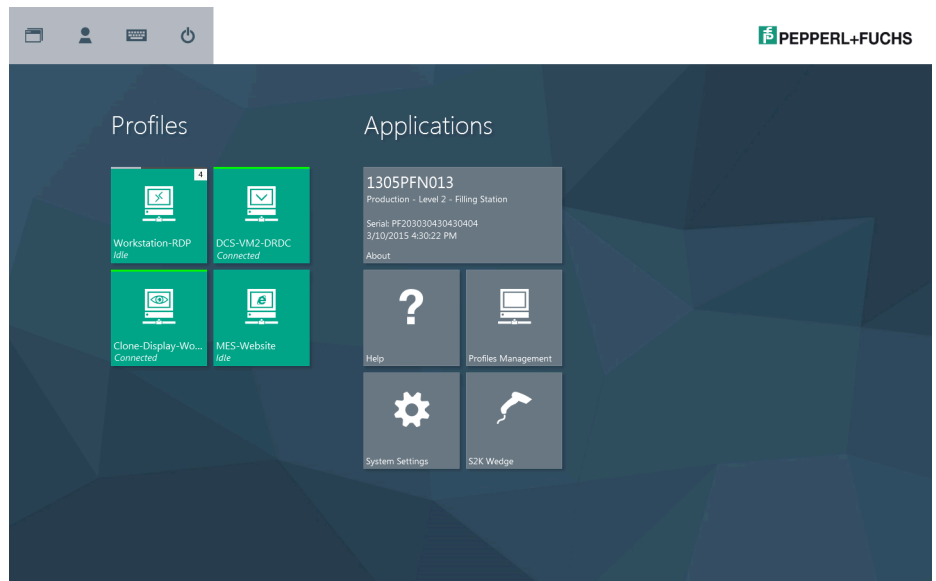 PEPPERL+FUCHS
Profiles
Applications
4
Workstation-RDP
Idle
DCS-VM2-DRDC
Connected
Clone-Display-Wo...
Connected
MES-Website
Idle
1305PFN013
Production - Level 2 - Filling Station
Serial: PF203030430430404
3/10/2015 4:30:22 PM
About
Help
Profiles Management
System Settings
S2K Wedge